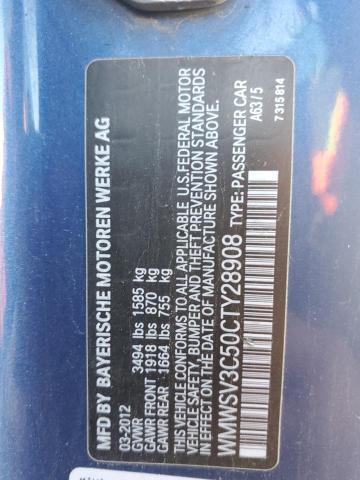 MFD BY BAYERISCHE MOTOREN WERKE AG
03-2012
GVWR 3494 lbs 1585 kg
GAWR FRONT 1918 lbs 870 kg
GAWR REAR 1664 lbs 755 kg
THIS VEHICLE CONFORMS TO ALL APPLICABLE U.S.FEDERAL MOTOR
VEHICLE SAFETY, BUMPER AND THEFT PREVENTION STANDARDS
IN EFFECT ON THE DATE OF MANUFACTURE SHOWN ABOVE.
WMWSY3C50CTY28908 TYPE: PASSENGER CAR
A63/5
7 315 814